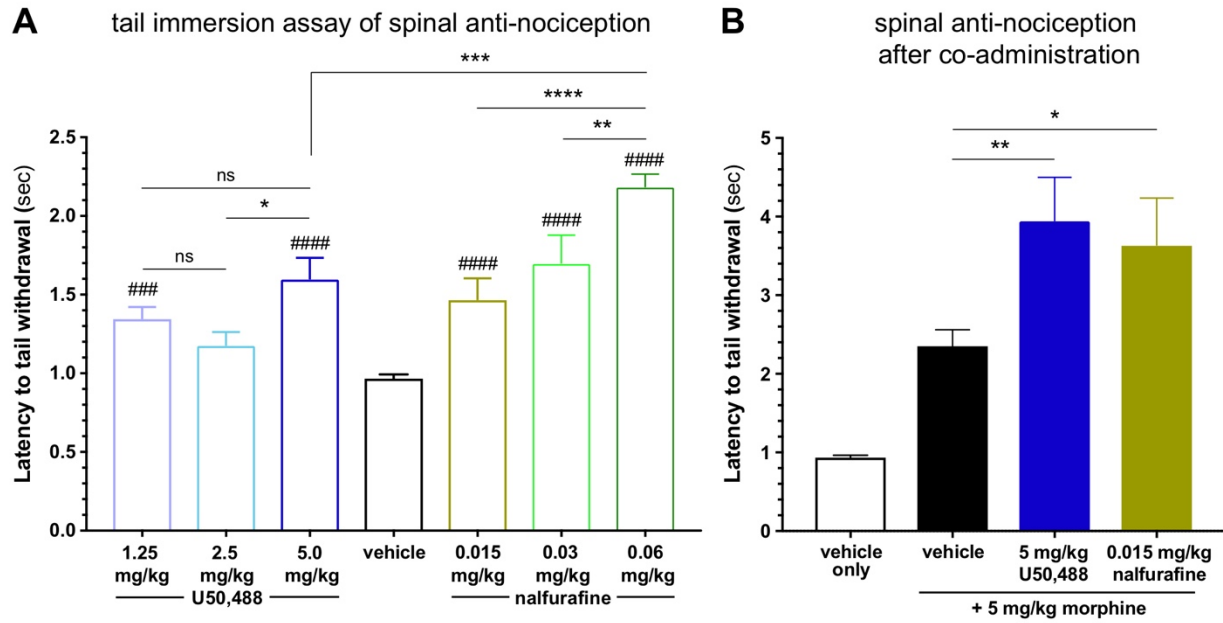 A
tail immersion assay of spinal anti-nociception
***
****
**
####
ns
*
####
####
####
ns
###
Latency to tail withdrawal (sec)
2.5
2.0
1.5
1.0
0.5
0.0
1.25 mg/kg
2.5 mg/kg
5.0 mg/kg
vehicle
0.015 mg/kg
0.03 mg/kg
0.06 mg/kg
U50,488
nalfurafine
B
spinal anti-nociception
after co-administration
*
**
Latency to tail withdrawal (sec)
5
4
3
2
1
0
vehicle only
vehicle
5 mg/kg U50,488
0.015 mg/kg nalfurafine
+ 5 mg/kg morphine